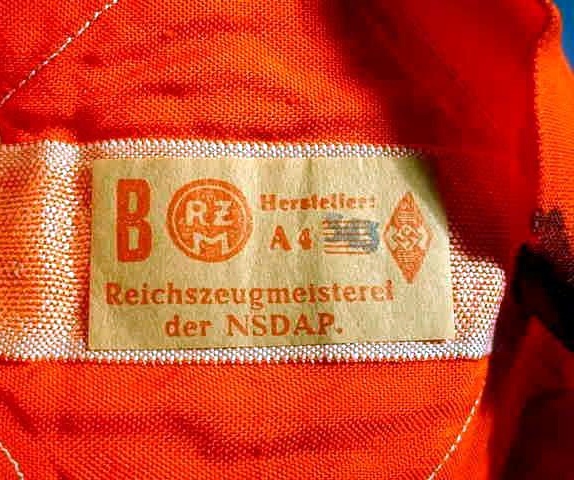 B RZM Hersteller:
A4
Reichszeugmeisterei
der NSDAP.